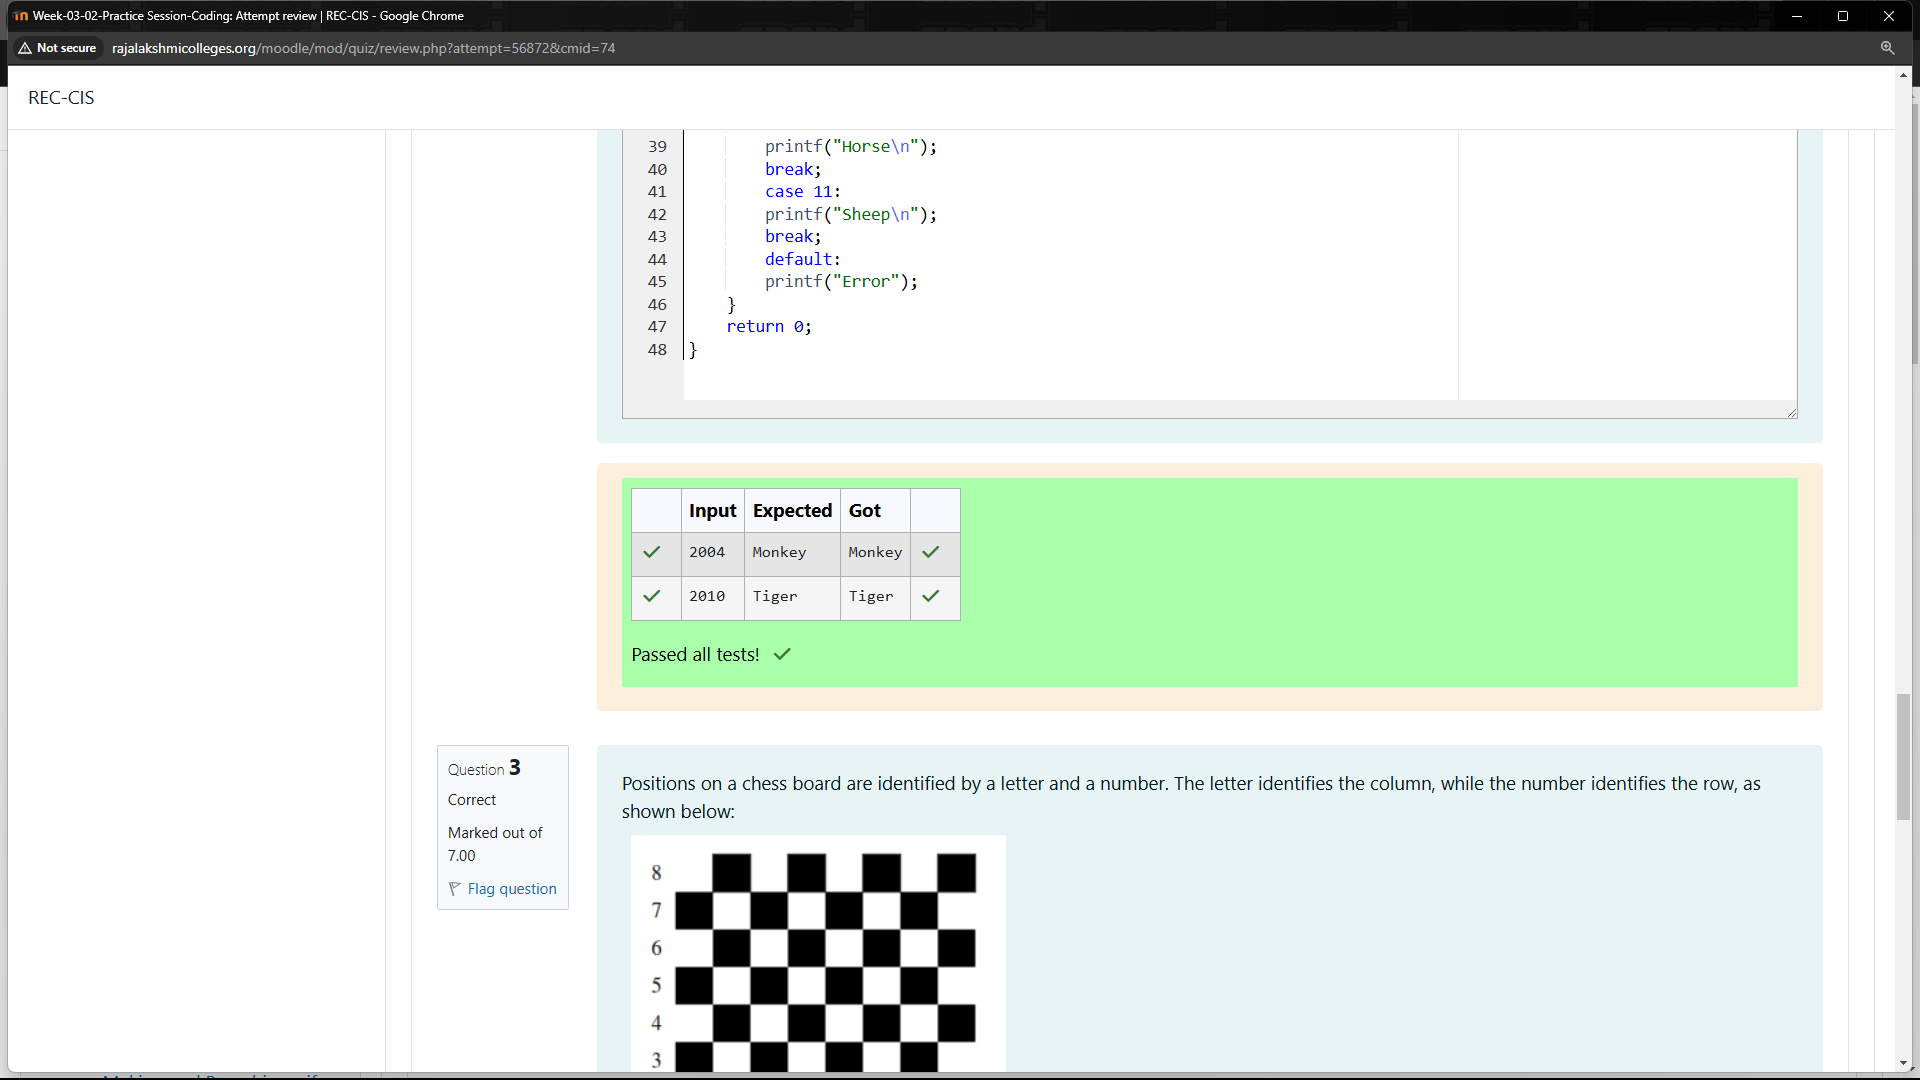 Week-03-02-Practice Session-Coding: Attempt review | REC-CIS - Google Chrome
Not secure rajalakshmicolleges.org/moodle/mod/quiz/review.php?attempt=56872&cmid=74
REC-CIS
39 printf("Horse\n");
40 break;
41 case 11:
42 printf("Sheep\n");
43 break;
44 default:
45 printf("Error");
46 }
47 return 0;
48 }
Input Expected Got
2004 Monkey Monkey
2010 Tiger Tiger
Passed all tests!
Question 3
Correct
Marked out of
7.00
Flag question
Positions on a chess board are identified by a letter and a number. The letter identifies the column, while the number identifies the row, as
shown below:
8
7
6
5
4
3